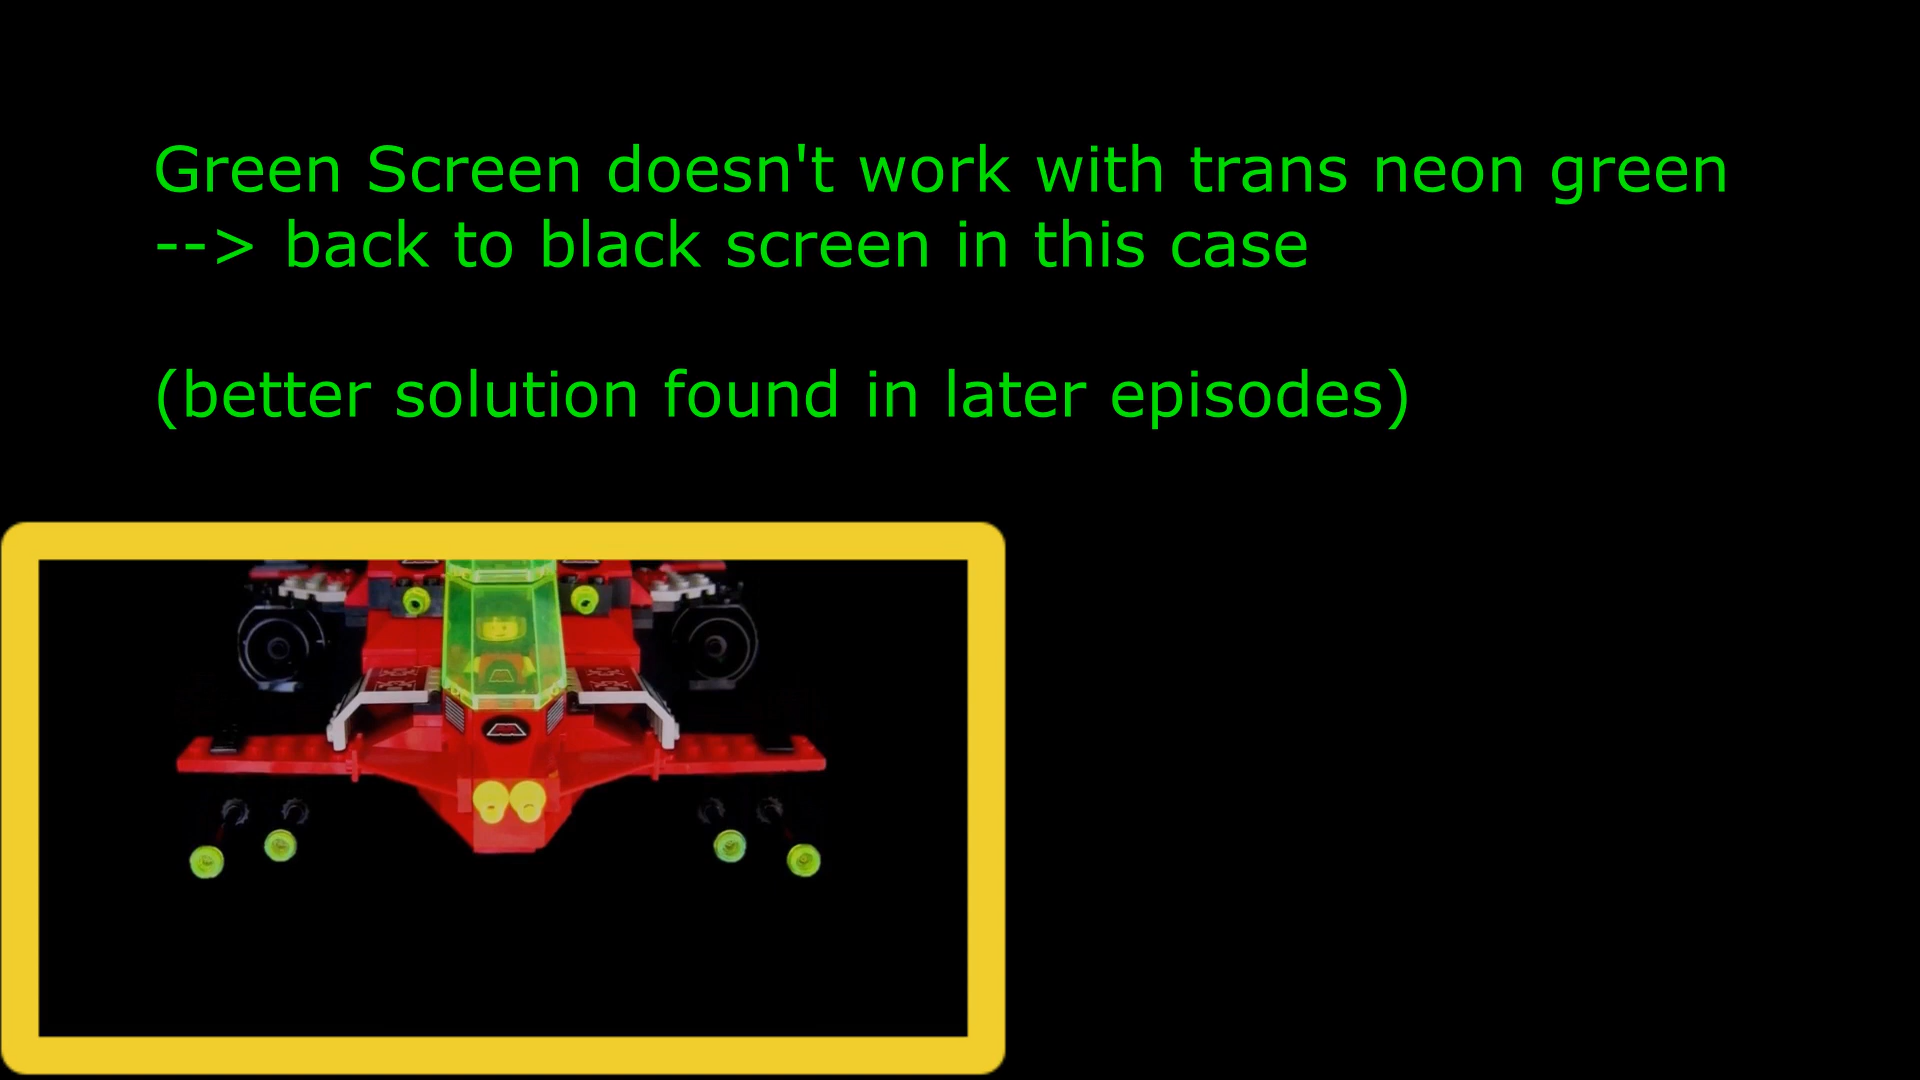 Green Screen doesn't work with trans neon green
--> back to black screen in this case
(better solution found in later episodes)